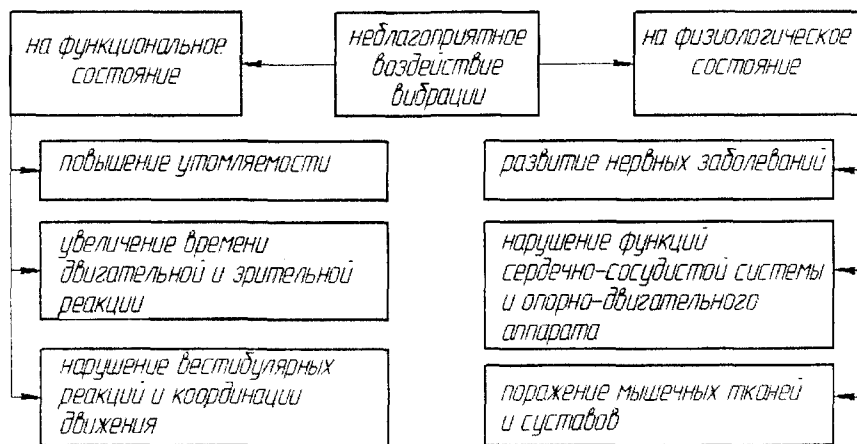 на функциональное
состояние
неблагоприятное
воздействие
вибрации
на физиологическое
состояние
повышение утомляемости
увеличение времени
двигательной и зрительной
реакции
нарушение вестибулярных
реакций и координации
движения
развитие нервных заболеваний
нарушение функций
сердечно-сосудистой системы
и опорно-двигательного
аппарата
поражение мышечных тканей
и суставов